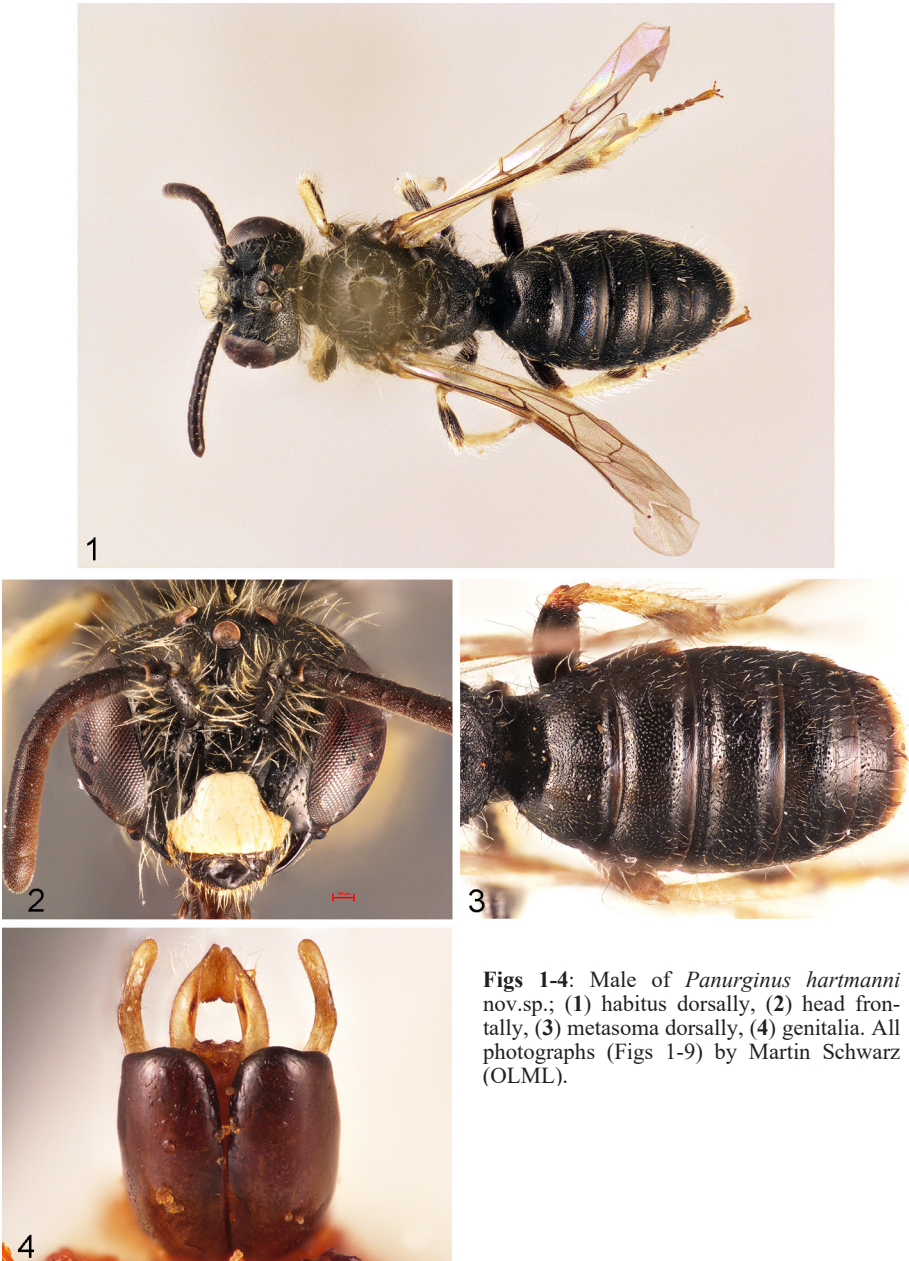 1
2
3
4
Figs 1-4: Male of Panurginus hartmanni
nov.sp.; (1) habitus dorsally, (2) head fron-
tally, (3) metasoma dorsally, (4) genitalia. All
photographs (Figs 1-9) by Martin Schwarz
(OLML).